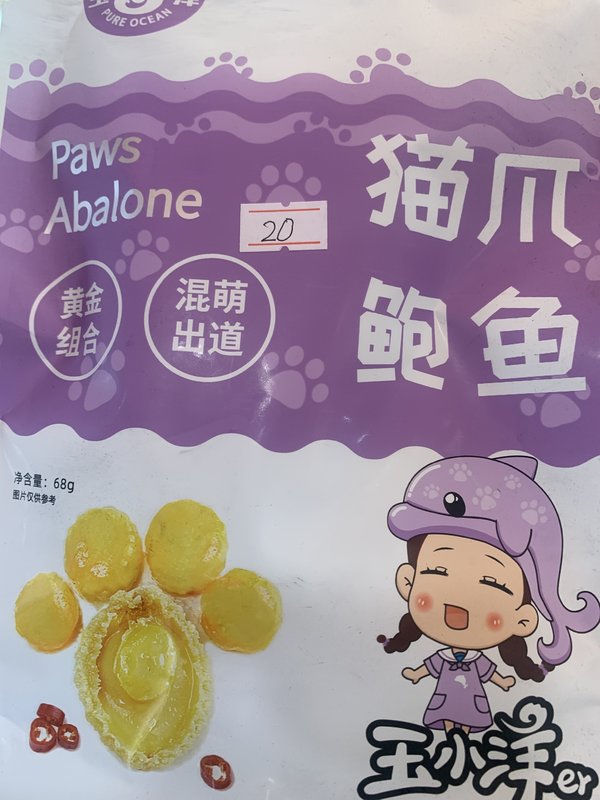 PURE OCEAN
Paws
Abalone
20
猫爪
鲍鱼
黄金
组合
混萌
出道
净含量：68g
图片仅供参考
玉小洋er